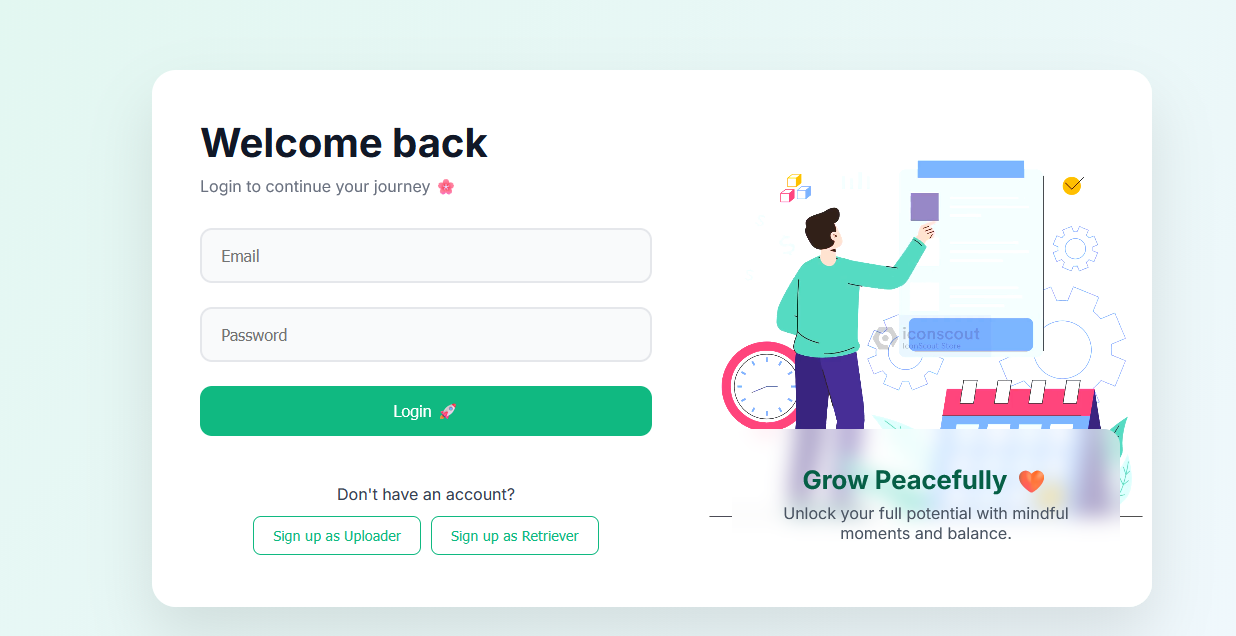 Welcome back
Login to continue your journey 🌸
Email
Password
Login 🚀
Don't have an account?
Sign up as Uploader
Sign up as Retriever
iconscout
IconScout Store
Grow Peacefully 🧡
Unlock your full potential with mindful
moments and balance.